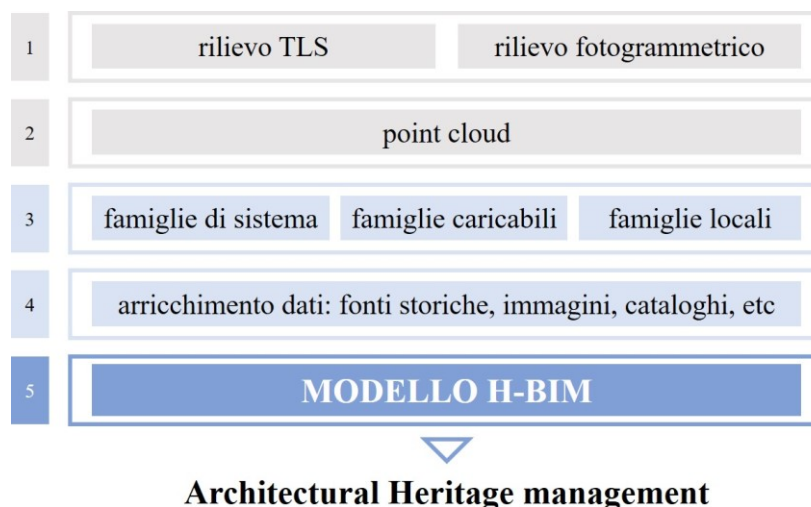 1 rilievo TLS rilievo fotogrammetrico
2 point cloud
3 famiglie di sistema famiglie caricabili famiglie locali
4 arricchimento dati: fonti storiche, immagini, cataloghi, etc
5 MODELLO H-BIM
Architectural Heritage management